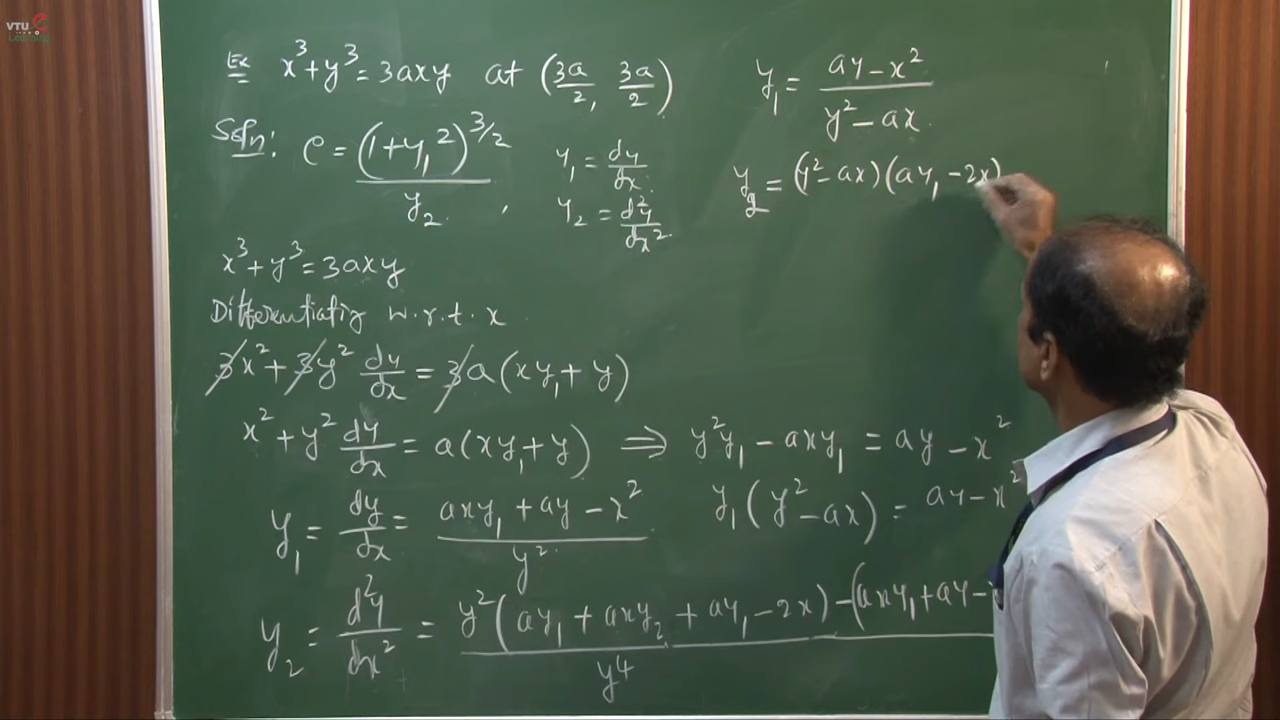 VTU e
Learning
Ex x³+y³=3axy at (3a/2, 3a/2)
Soln: ρ = (1+y₁²)^3/2 / y₂ , y₁ = dy/dx
y₂ = d²y/dx²
x³+y³=3axy
Differentiatig w.r.t. x
3x²+3y² dy/dx = 3a(xy₁+y)
x²+y² dy/dx = a(xy₁+y) ⇒ y²y₁ - axy₁ = ay - x²
y₁ = dy/dx = axy₁+ay-x² / y²
y₁(y²-ax) = ay-x²
y₂ = d²y/dx² = y²(ay₁+axy₂+ay₁-2x)-(axy₁+ay- / y⁴
y₁ = ay-x² / y²-ax
y₂ = (y²-ax)(ay₁-2x)